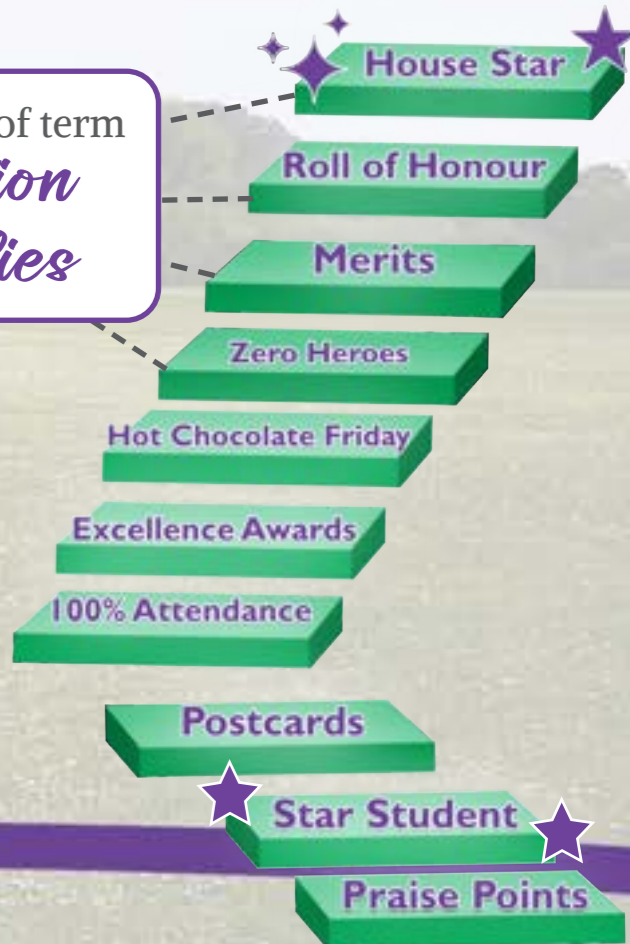 of term
House Star
Roll of Honour
Merits
Zero Heroes
Hot Chocolate Friday
Excellence Awards
100% Attendance
Postcards
Star Student
Praise Points